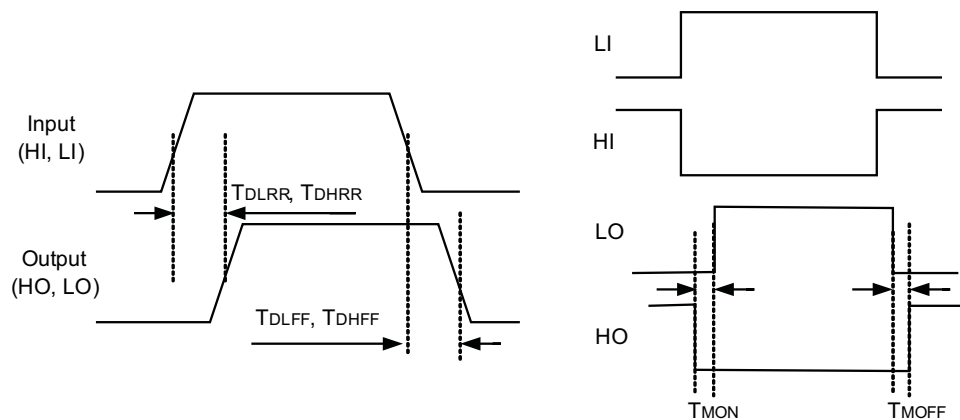 Input
(HI, LI)
TDLRR, TDHRR
Output
(HO, LO)
TDLFF, TDHFF
LI
HI
LO
HO
TMON
TMOFF